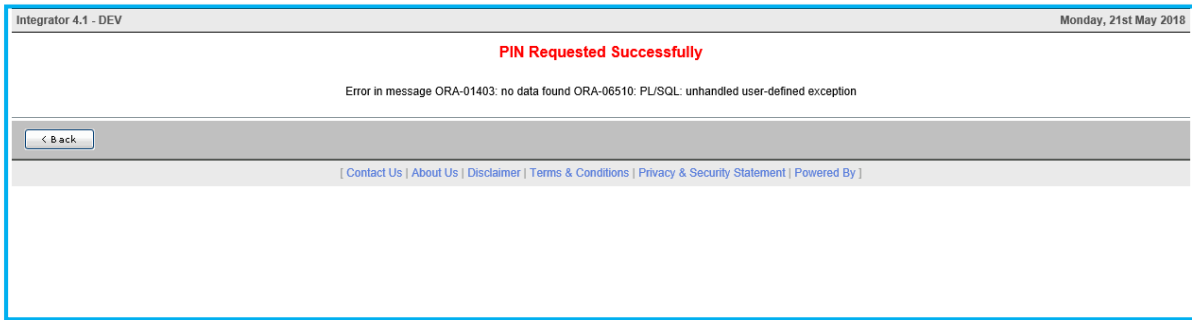 Integrator 4.1 - DEV Monday, 21st May 2018
PIN Requested Successfully
Error in message ORA-01403: no data found ORA-06510: PL/SQL: unhandled user-defined exception
< Back
[ Contact Us | About Us | Disclaimer | Terms & Conditions | Privacy & Security Statement | Powered By ]